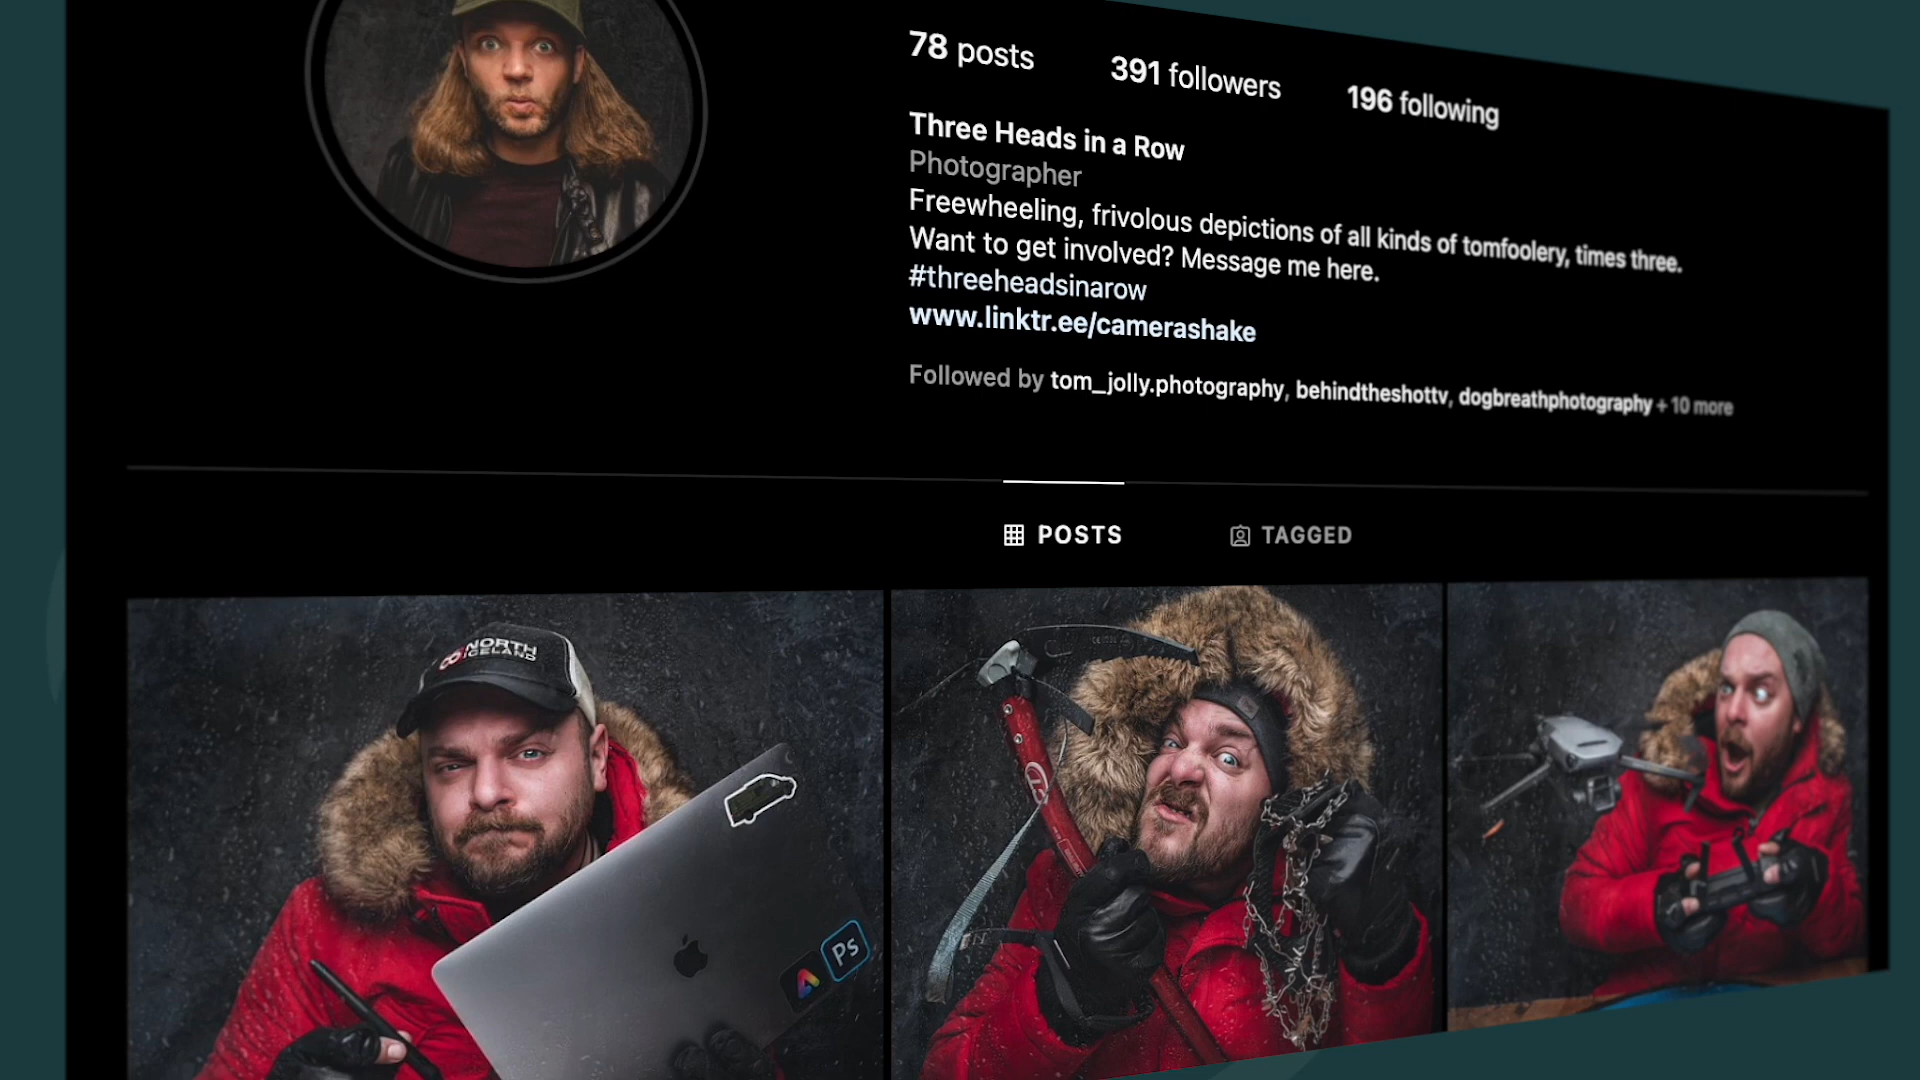 78 posts 391 followers 196 following
Three Heads in a Row
Photographer
Freewheeling, frivolous depictions of all kinds of tomfoolery, times three.
Want to get involved? Message me here.
#threeheadsinarow
www.linktr.ee/camerashake
Followed by tom_jolly.photography, behindtheshottv, dogbreathphotography + 10 more
POSTS TAGGED
NORTH
ICELAND
Ps